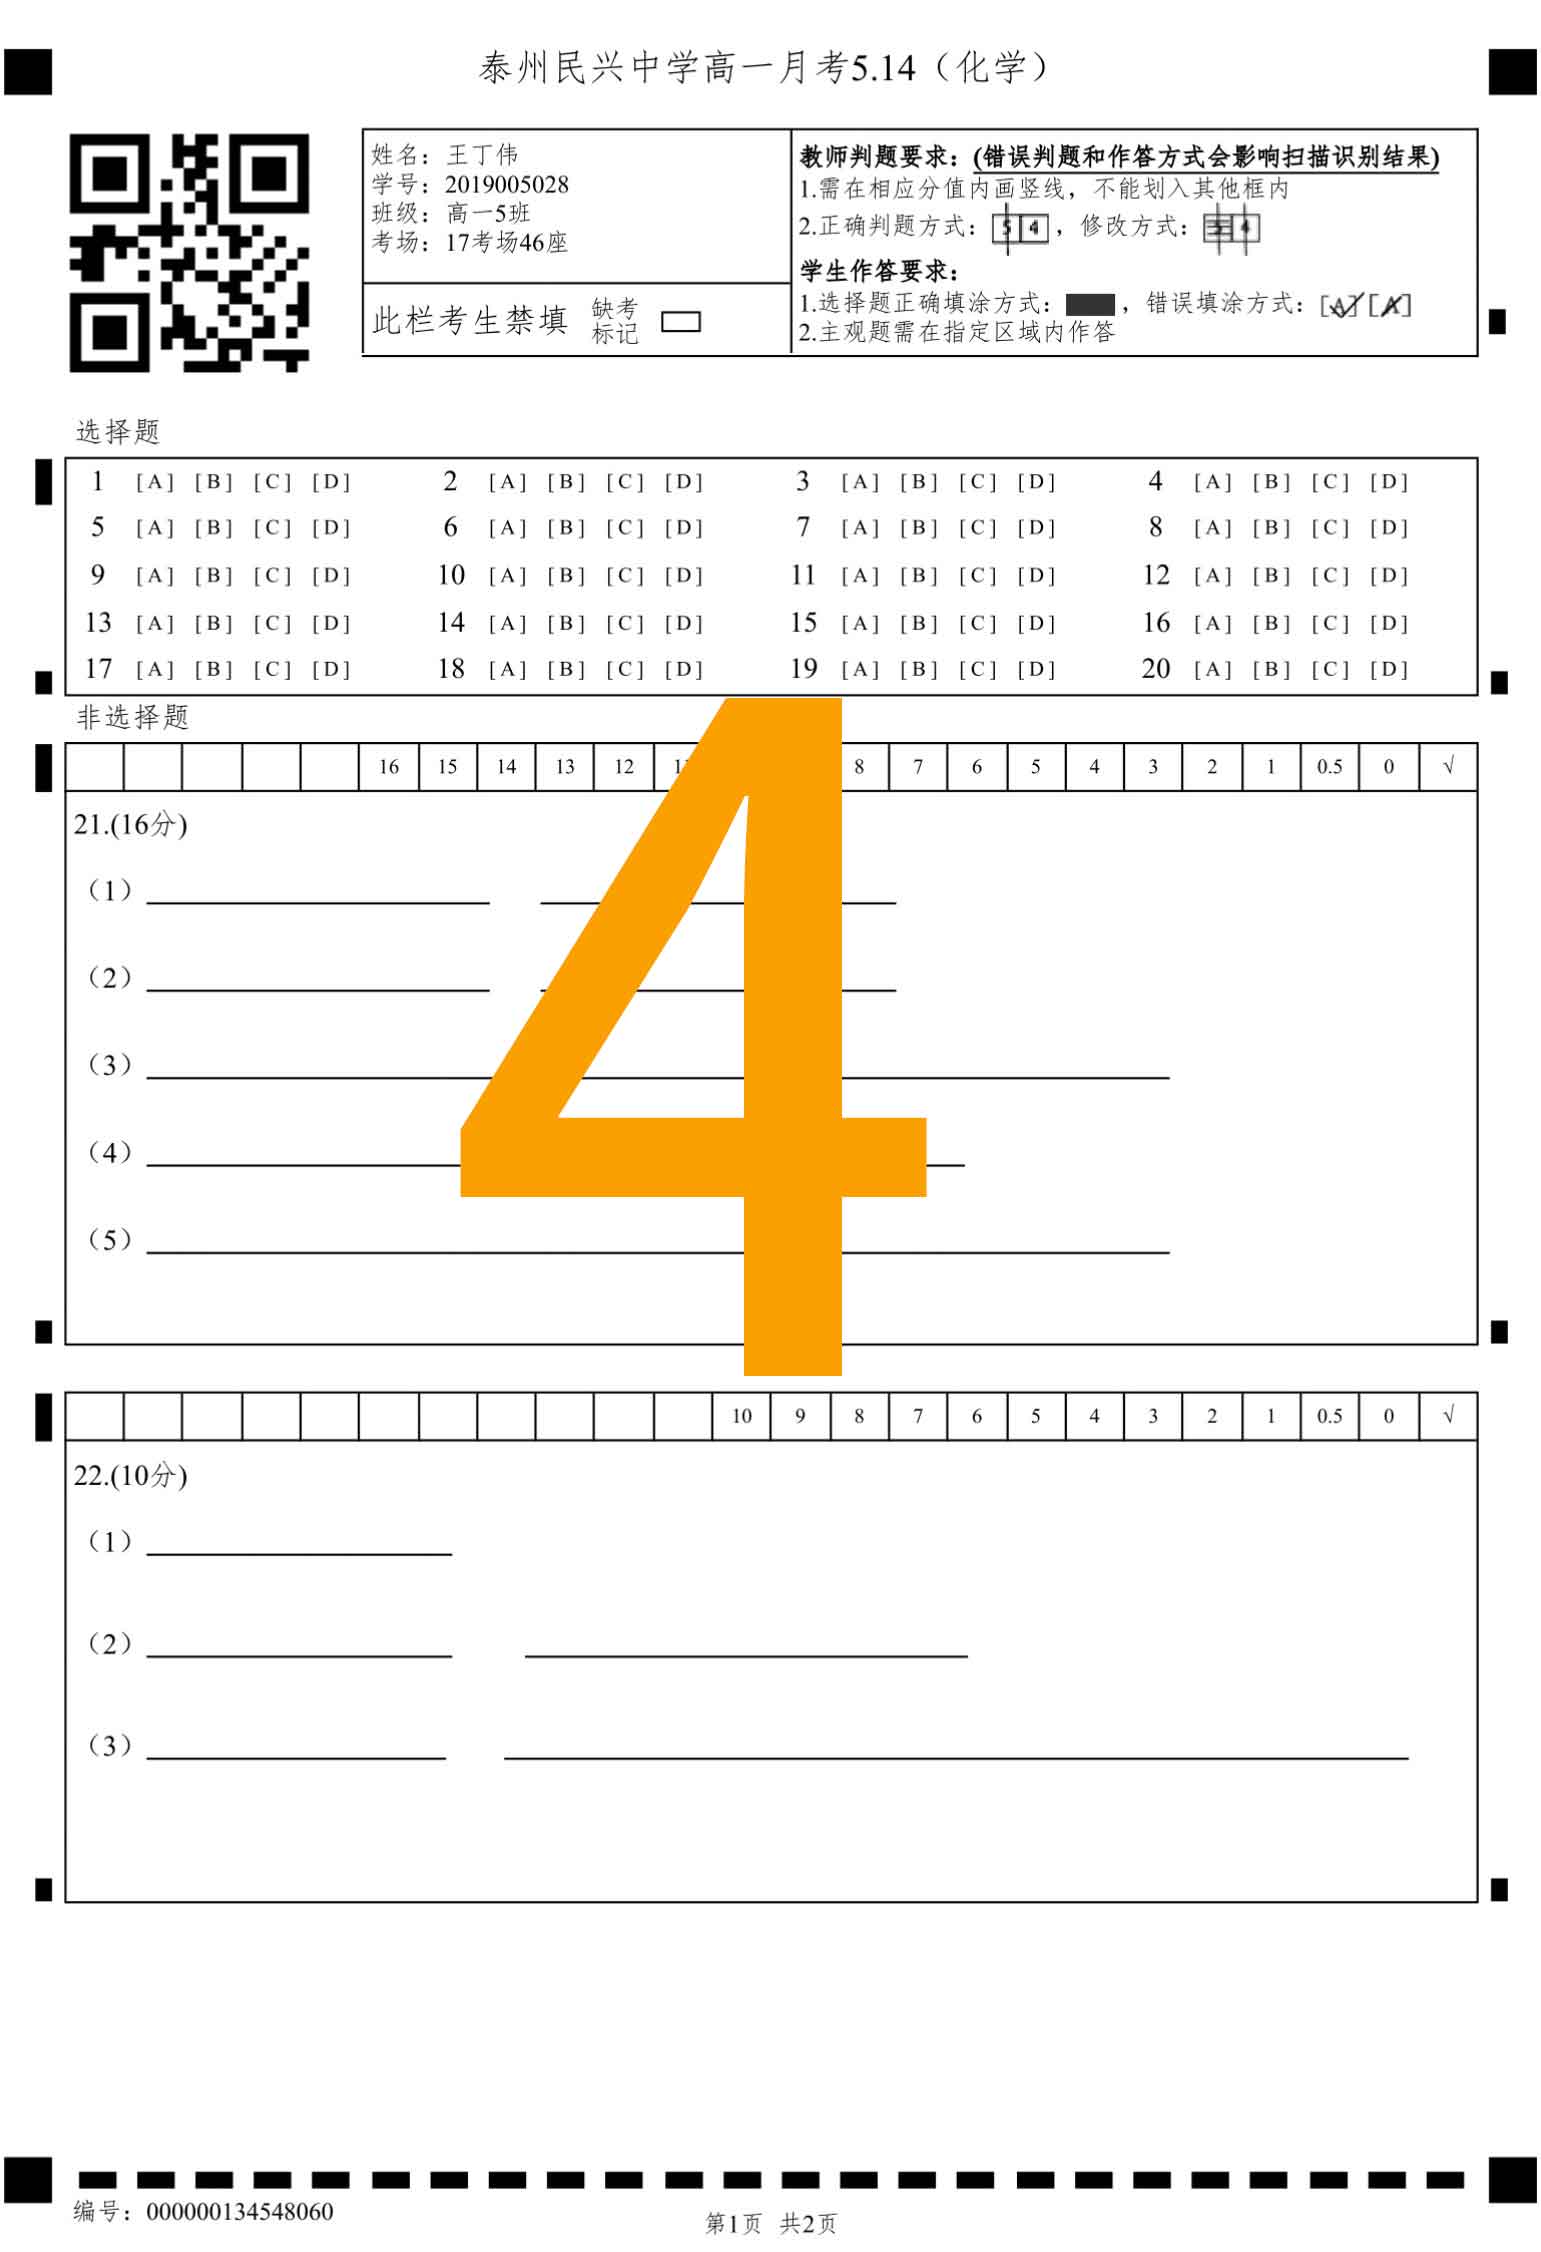 泰州民兴中学高一月考5.14（化学）
姓名：王丁伟
学号：2019005028
班级：高一5班
考场：17考场46座
此栏考生禁填 缺考标记
教师判题要求：(错误判题和作答方式会影响扫描识别结果)
1.需在相应分值内画竖线，不能划入其他框内
2.正确判题方式：5 4，修改方式：5 4
学生作答要求：
1.选择题正确填涂方式： ，错误填涂方式：[A] [A]
2.主观题需在指定区域内作答
选择题
1 [A] [B] [C] [D] 2 [A] [B] [C] [D] 3 [A] [B] [C] [D] 4 [A] [B] [C] [D]
5 [A] [B] [C] [D] 6 [A] [B] [C] [D] 7 [A] [B] [C] [D] 8 [A] [B] [C] [D]
9 [A] [B] [C] [D] 10 [A] [B] [C] [D] 11 [A] [B] [C] [D] 12 [A] [B] [C] [D]
13 [A] [B] [C] [D] 14 [A] [B] [C] [D] 15 [A] [B] [C] [D] 16 [A] [B] [C] [D]
17 [A] [B] [C] [D] 18 [A] [B] [C] [D] 19 [A] [B] [C] [D] 20 [A] [B] [C] [D]
非选择题
16 15 14 13 12 8 7 6 5 4 3 2 1 0.5 0 √
21.(16分)
（1）
（2）
（3）
（4）
（5）
4
10 9 8 7 6 5 4 3 2 1 0.5 0 √
22.(10分)
（1）
（2）
（3）
编号：000000134548060
第1页 共2页